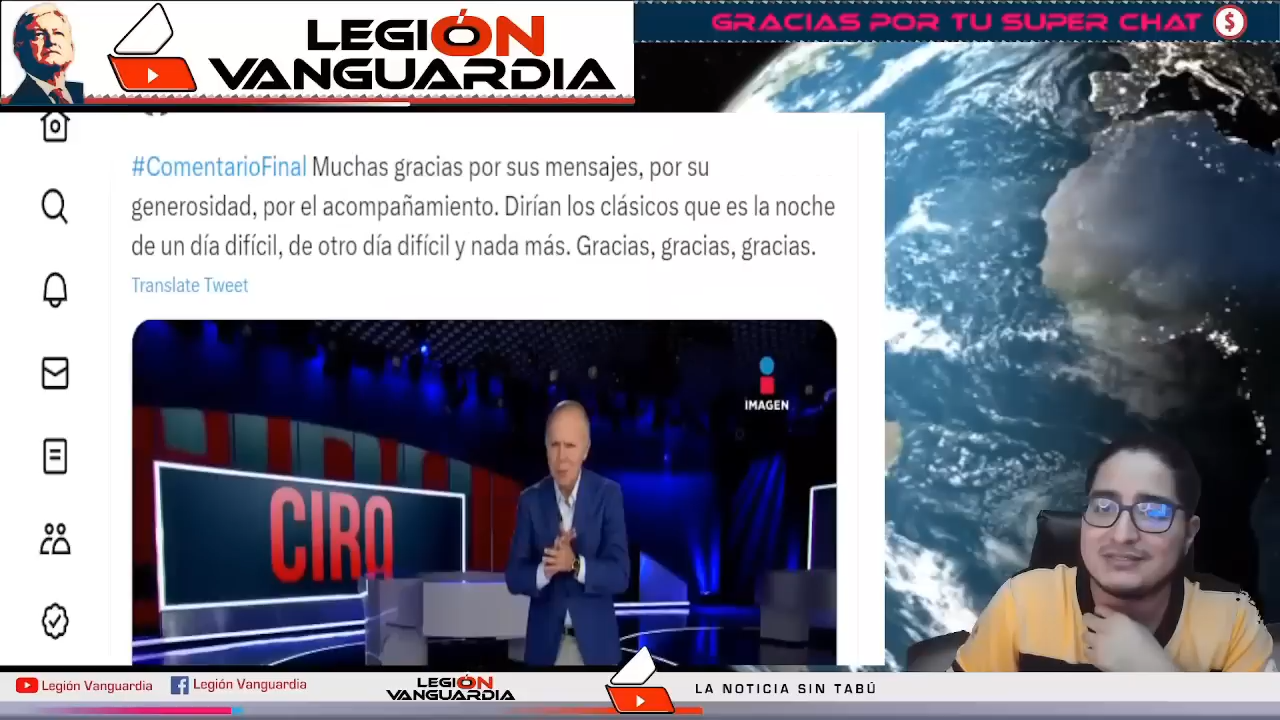 LEGIÓN
VANGUARDIA
GRACIAS POR TU SUPER CHAT
$
#ComentarioFinal Muchas gracias por sus mensajes, por su
generosidad, por el acompañamiento. Dirían los clásicos que es la noche
de un día difícil, de otro día difícil y nada más. Gracias, gracias, gracias.
Translate Tweet
IMAGEN
CIRO
Legión Vanguardia
Legión Vanguardia
LEGIÓN
VANGUARDIA
LA NOTICIA SIN TABÚ